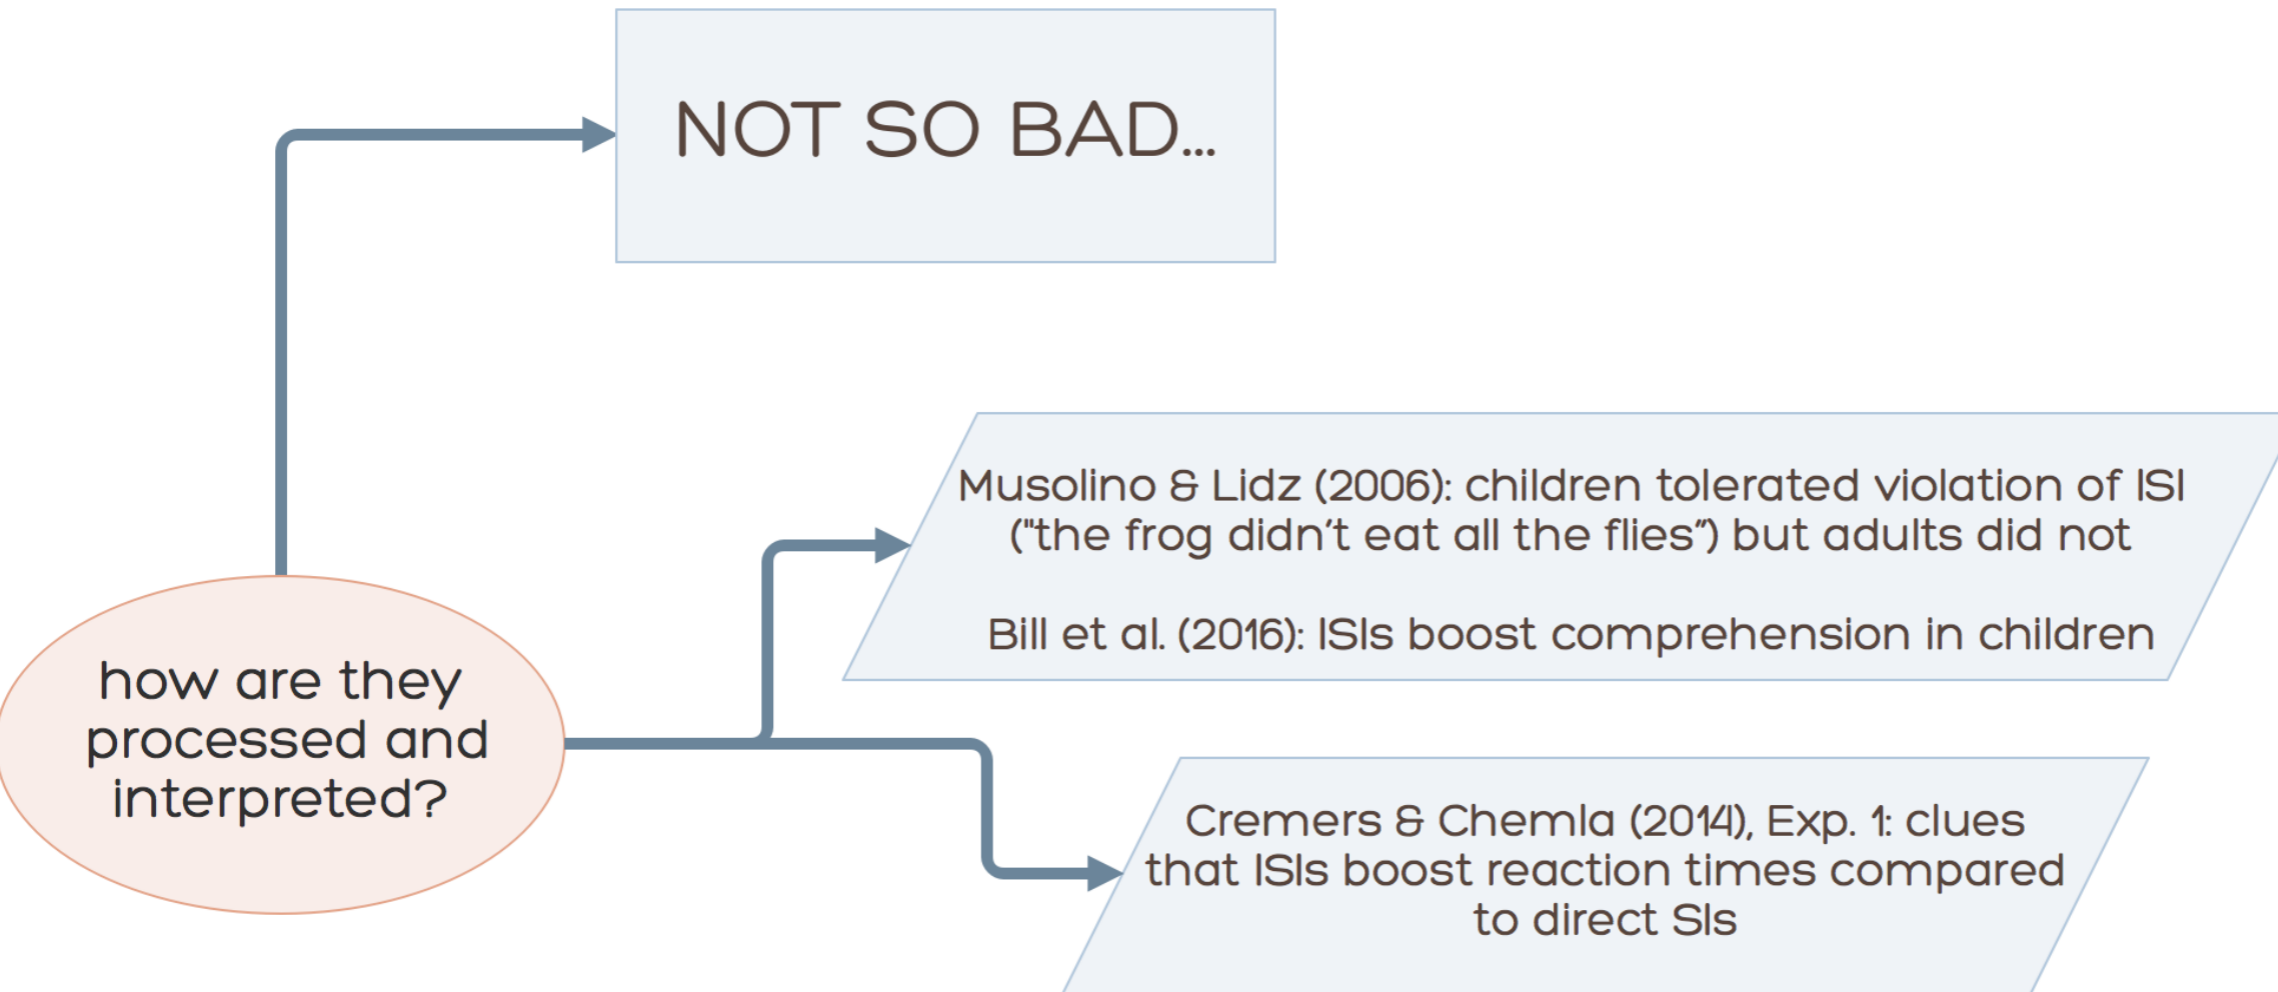 NOT SO BAD...
Musolino & Lidz (2006): children tolerated violation of ISI
("the frog didn't eat all the flies") but adults did not
Bill et al. (2016): ISIs boost comprehension in children
how are they
processed and
interpreted?
Cremers & Chemla (2014), Exp. 1: clues
that ISIs boost reaction times compared
to direct SIs